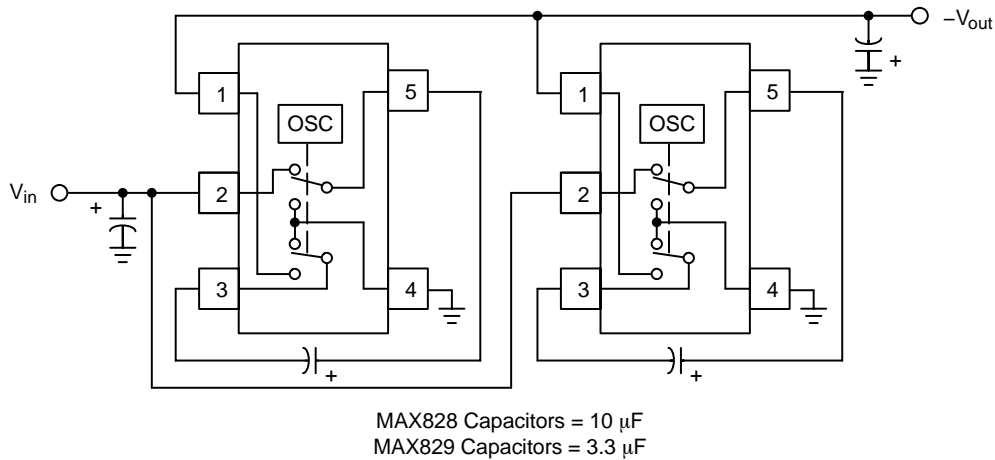 −Vout
+
1
5
1
5
OSC
OSC
Vin
+
2
2
3
4
3
4
+
+
MAX828 Capacitors = 10 μF
MAX829 Capacitors = 3.3 μF